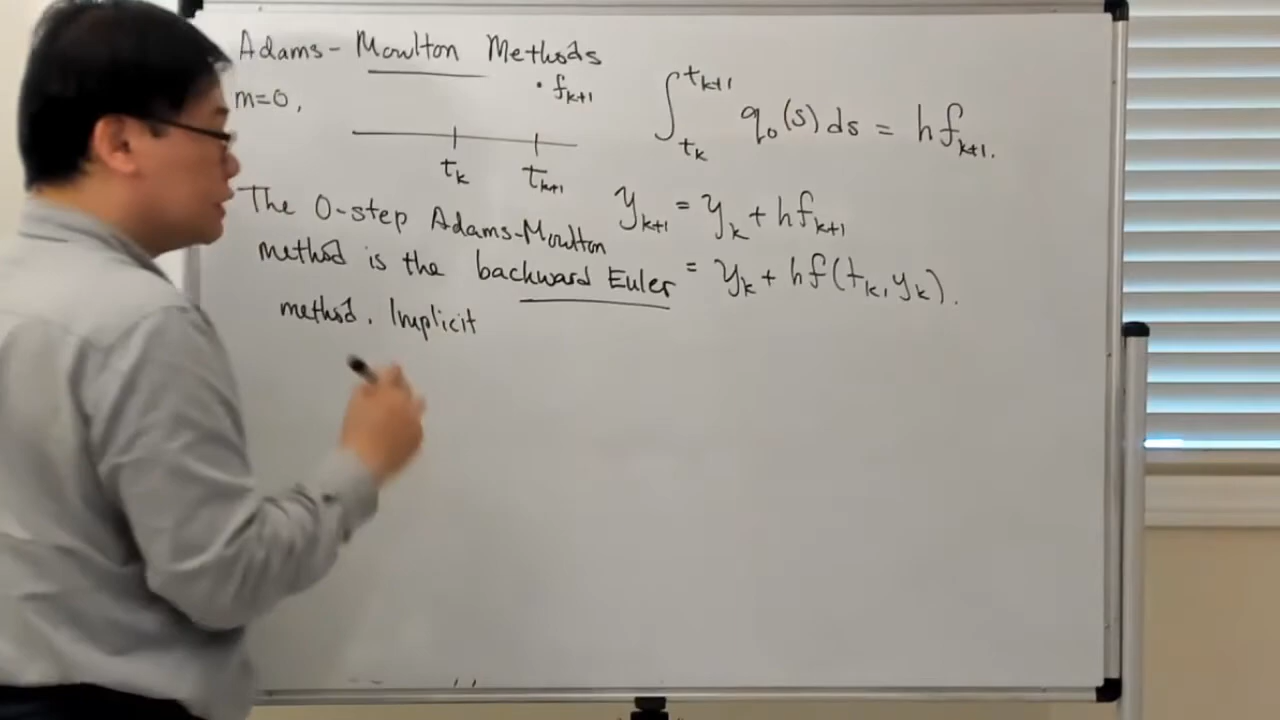 Adams-Moulton Methods
m=0,
f_{k+1}
t_k t_{k+1}
∫_{t_k}^{t_{k+1}} q_0(s) ds = h f_{k+1}.
The 0-step Adams-Moulton
method is the backward Euler
method. Implicit
y_{k+1} = y_k + h f_{k+1}
= y_k + h f(t_k, y_k).